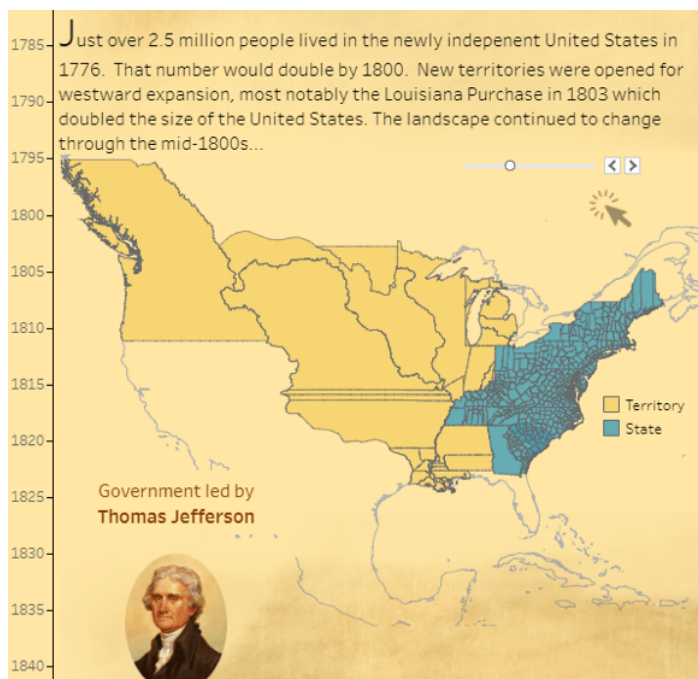 Just over 2.5 million people lived in the newly indepenent United States in
1776. That number would double by 1800. New territories were opened for
westward expansion, most notably the Louisiana Purchase in 1803 which
doubled the size of the United States. The landscape continued to change
through the mid-1800s...
1785
1790
1795
1800
1805
1810
1815
1820
1825
1830
1835
1840
Territory
State
Government led by
Thomas Jefferson